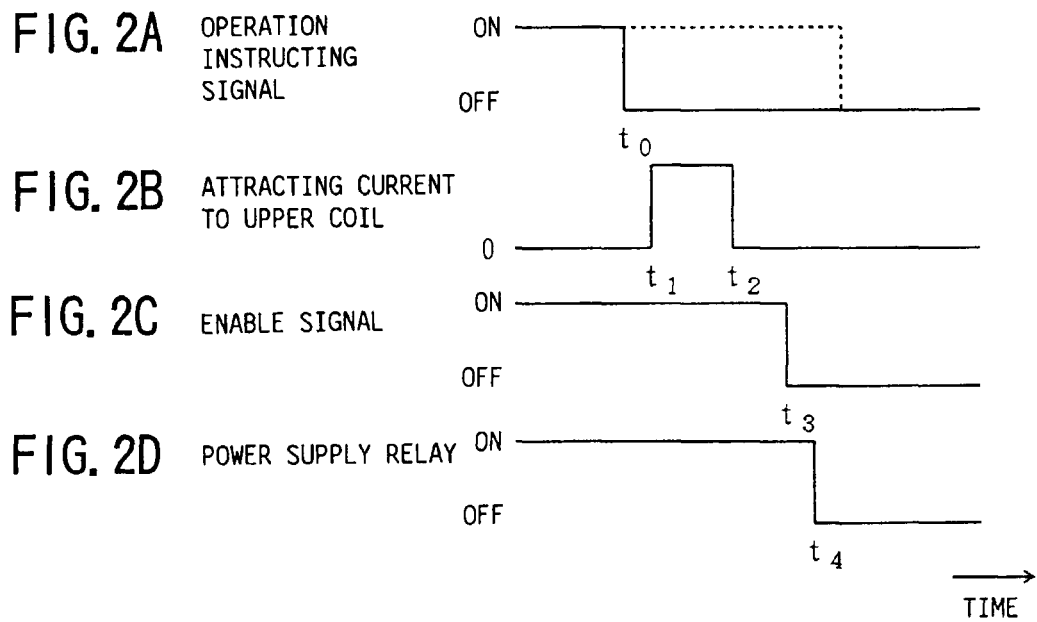 FIG. 2A OPERATION INSTRUCTING SIGNAL
ON
OFF
t0
FIG. 2B ATTRACTING CURRENT TO UPPER COIL
0
t1 t2
FIG. 2C ENABLE SIGNAL
ON
OFF
t3
FIG. 2D POWER SUPPLY RELAY
ON
OFF
t4
TIME